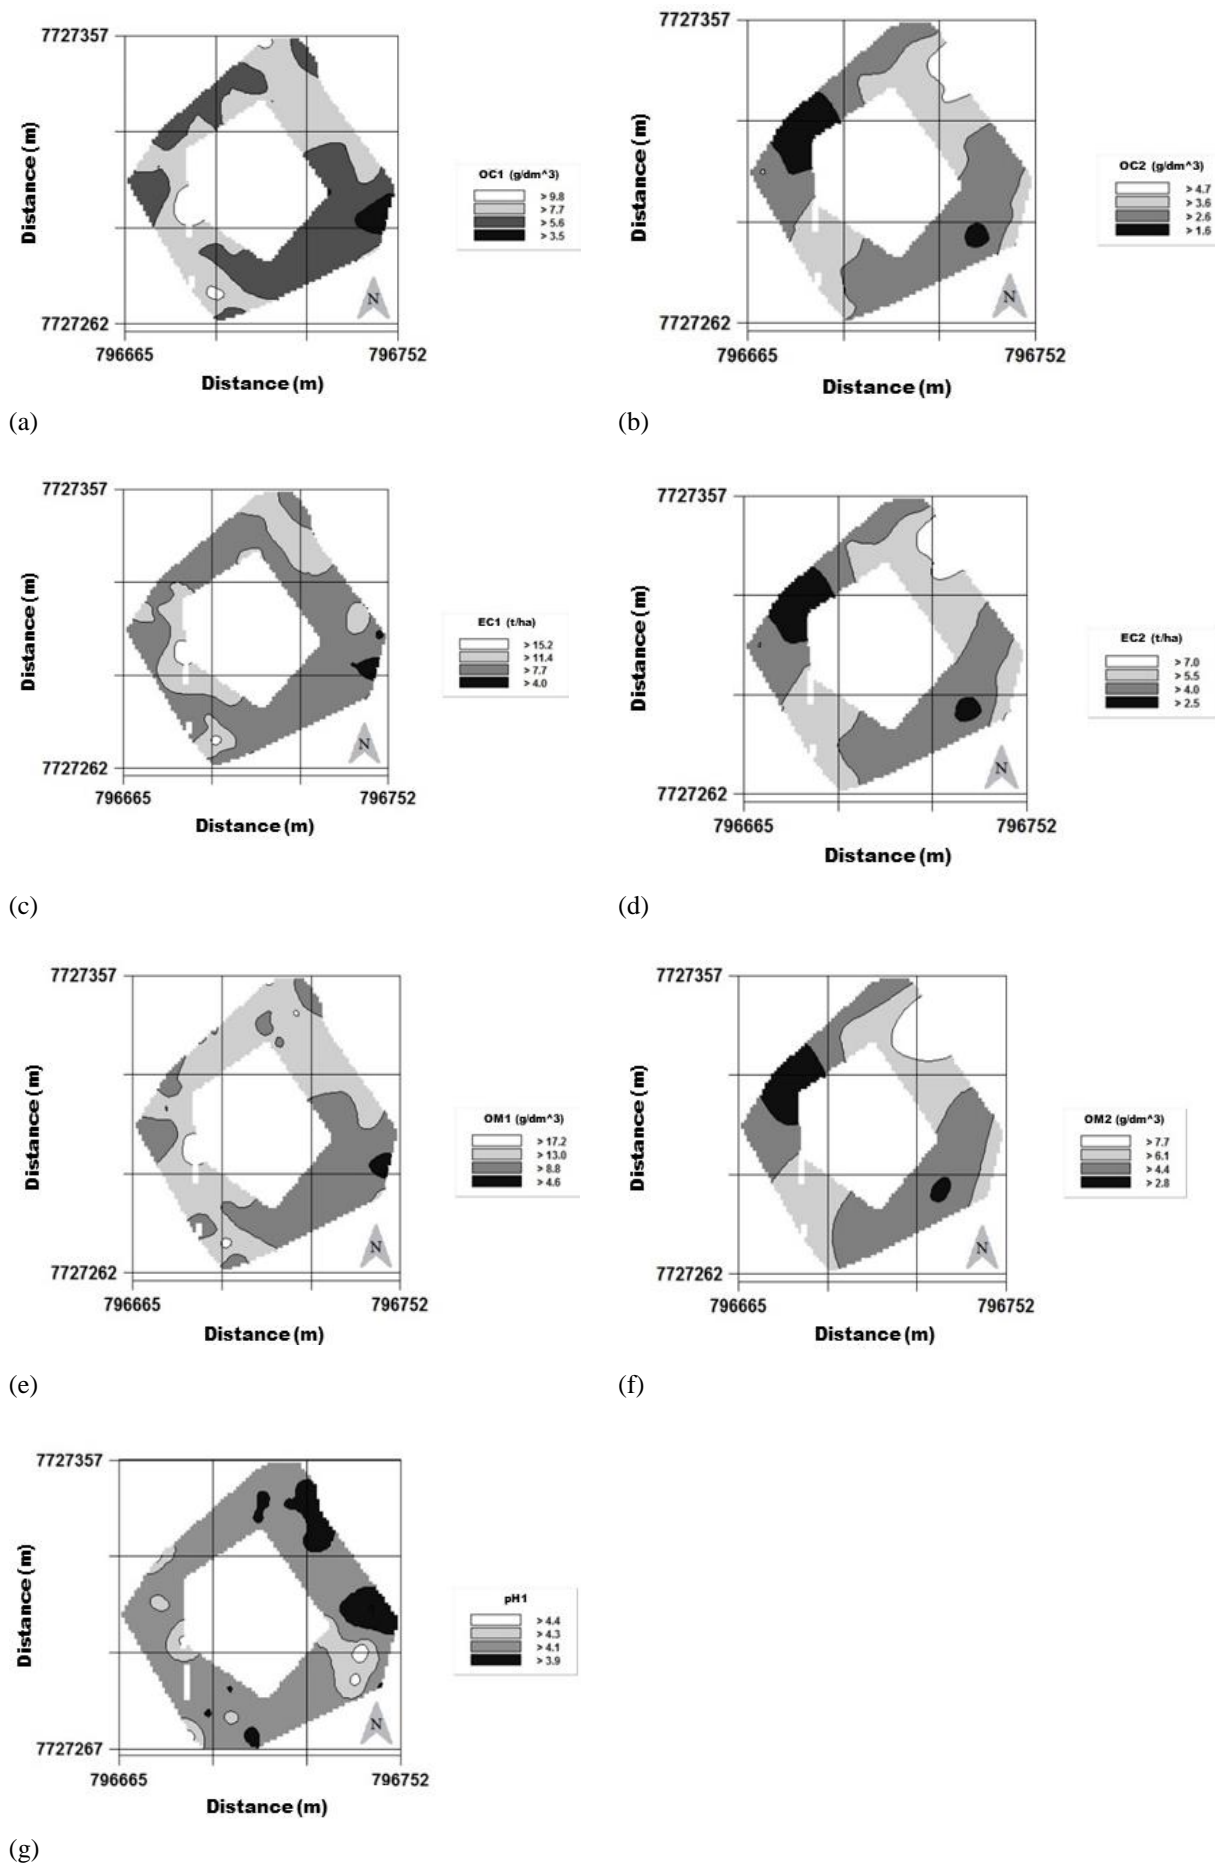 7727357
Distance (m)
7727262
796665 796752
Distance (m)
OC1 (g/dm^3)
> 9.8
> 7.7
> 5.6
> 3.5
N
(a)
7727357
Distance (m)
7727262
796665 796752
Distance (m)
OC2 (g/dm^3)
> 4.7
> 3.6
> 2.6
> 1.6
N
(b)
7727357
Distance (m)
7727262
796665 796752
Distance (m)
EC1 (t/ha)
> 15.2
> 11.4
> 7.7
> 4.0
N
(c)
7727357
Distance (m)
7727262
796665 796752
Distance (m)
EC2 (t/ha)
> 7.0
> 5.5
> 4.0
> 2.5
N
(d)
7727357
Distance (m)
7727262
796665 796752
Distance (m)
OM1 (g/dm^3)
> 17.2
> 13.0
> 8.8
> 4.6
N
(e)
7727357
Distance (m)
7727262
796665 796752
Distance (m)
OM2 (g/dm^3)
> 7.7
> 6.1
> 4.4
> 2.8
N
(f)
7727357
Distance (m)
7727267
796665 796752
Distance (m)
pH1
> 4.4
> 4.3
> 4.1
> 3.9
N
(g)